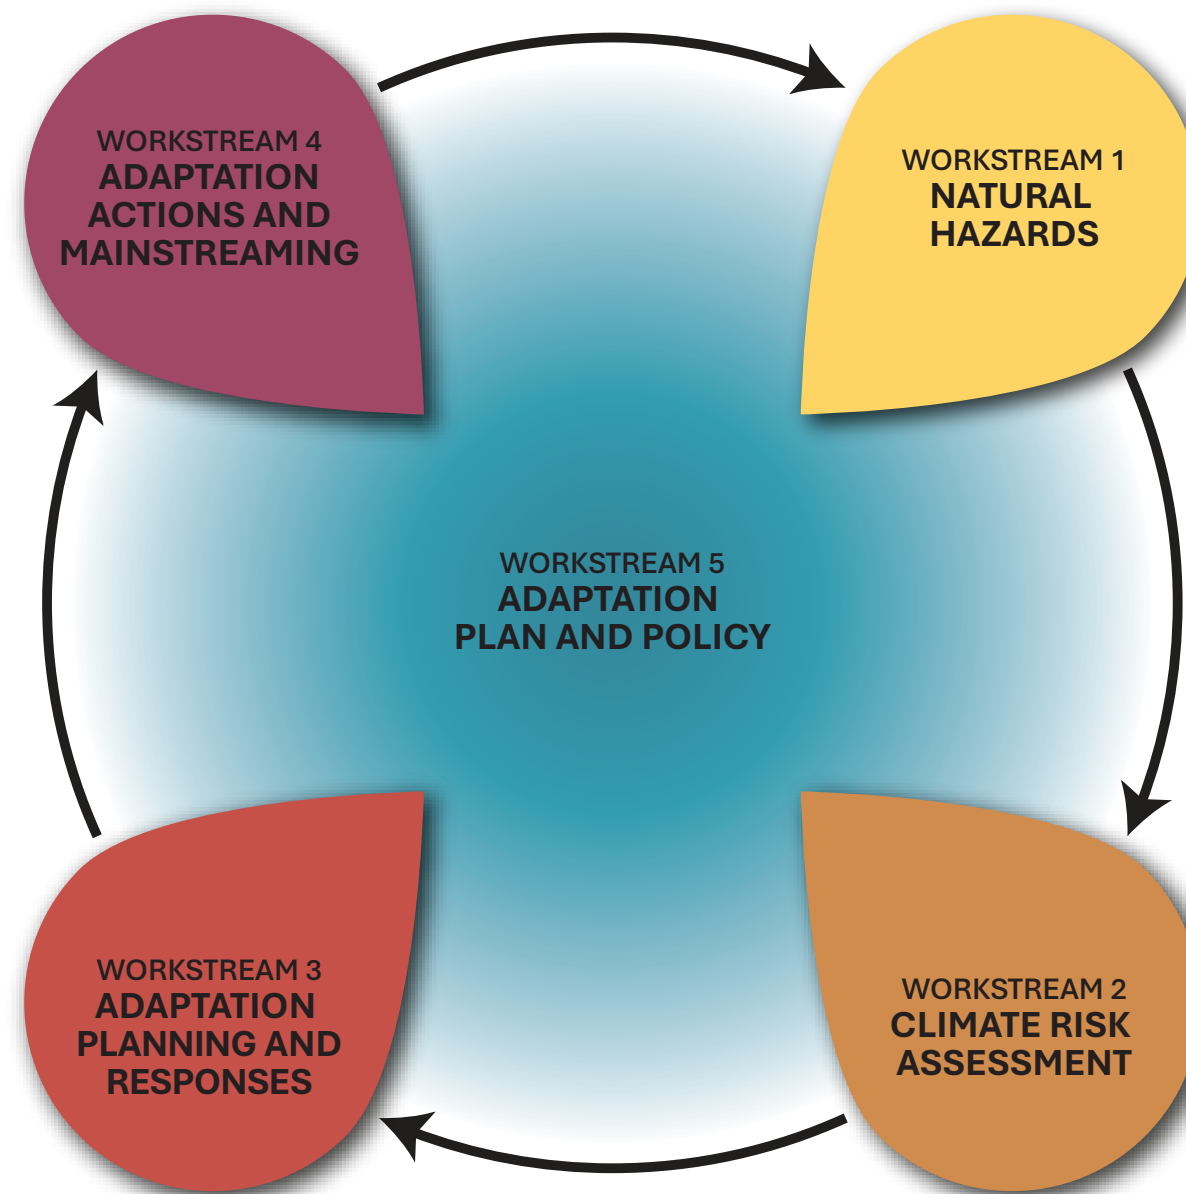 WORKSTREAM 4
ADAPTATION
ACTIONS AND
MAINSTREAMING
WORKSTREAM 1
NATURAL
HAZARDS
WORKSTREAM 5
ADAPTATION
PLAN AND POLICY
WORKSTREAM 3
ADAPTATION
PLANNING AND
RESPONSES
WORKSTREAM 2
CLIMATE RISK
ASSESSMENT